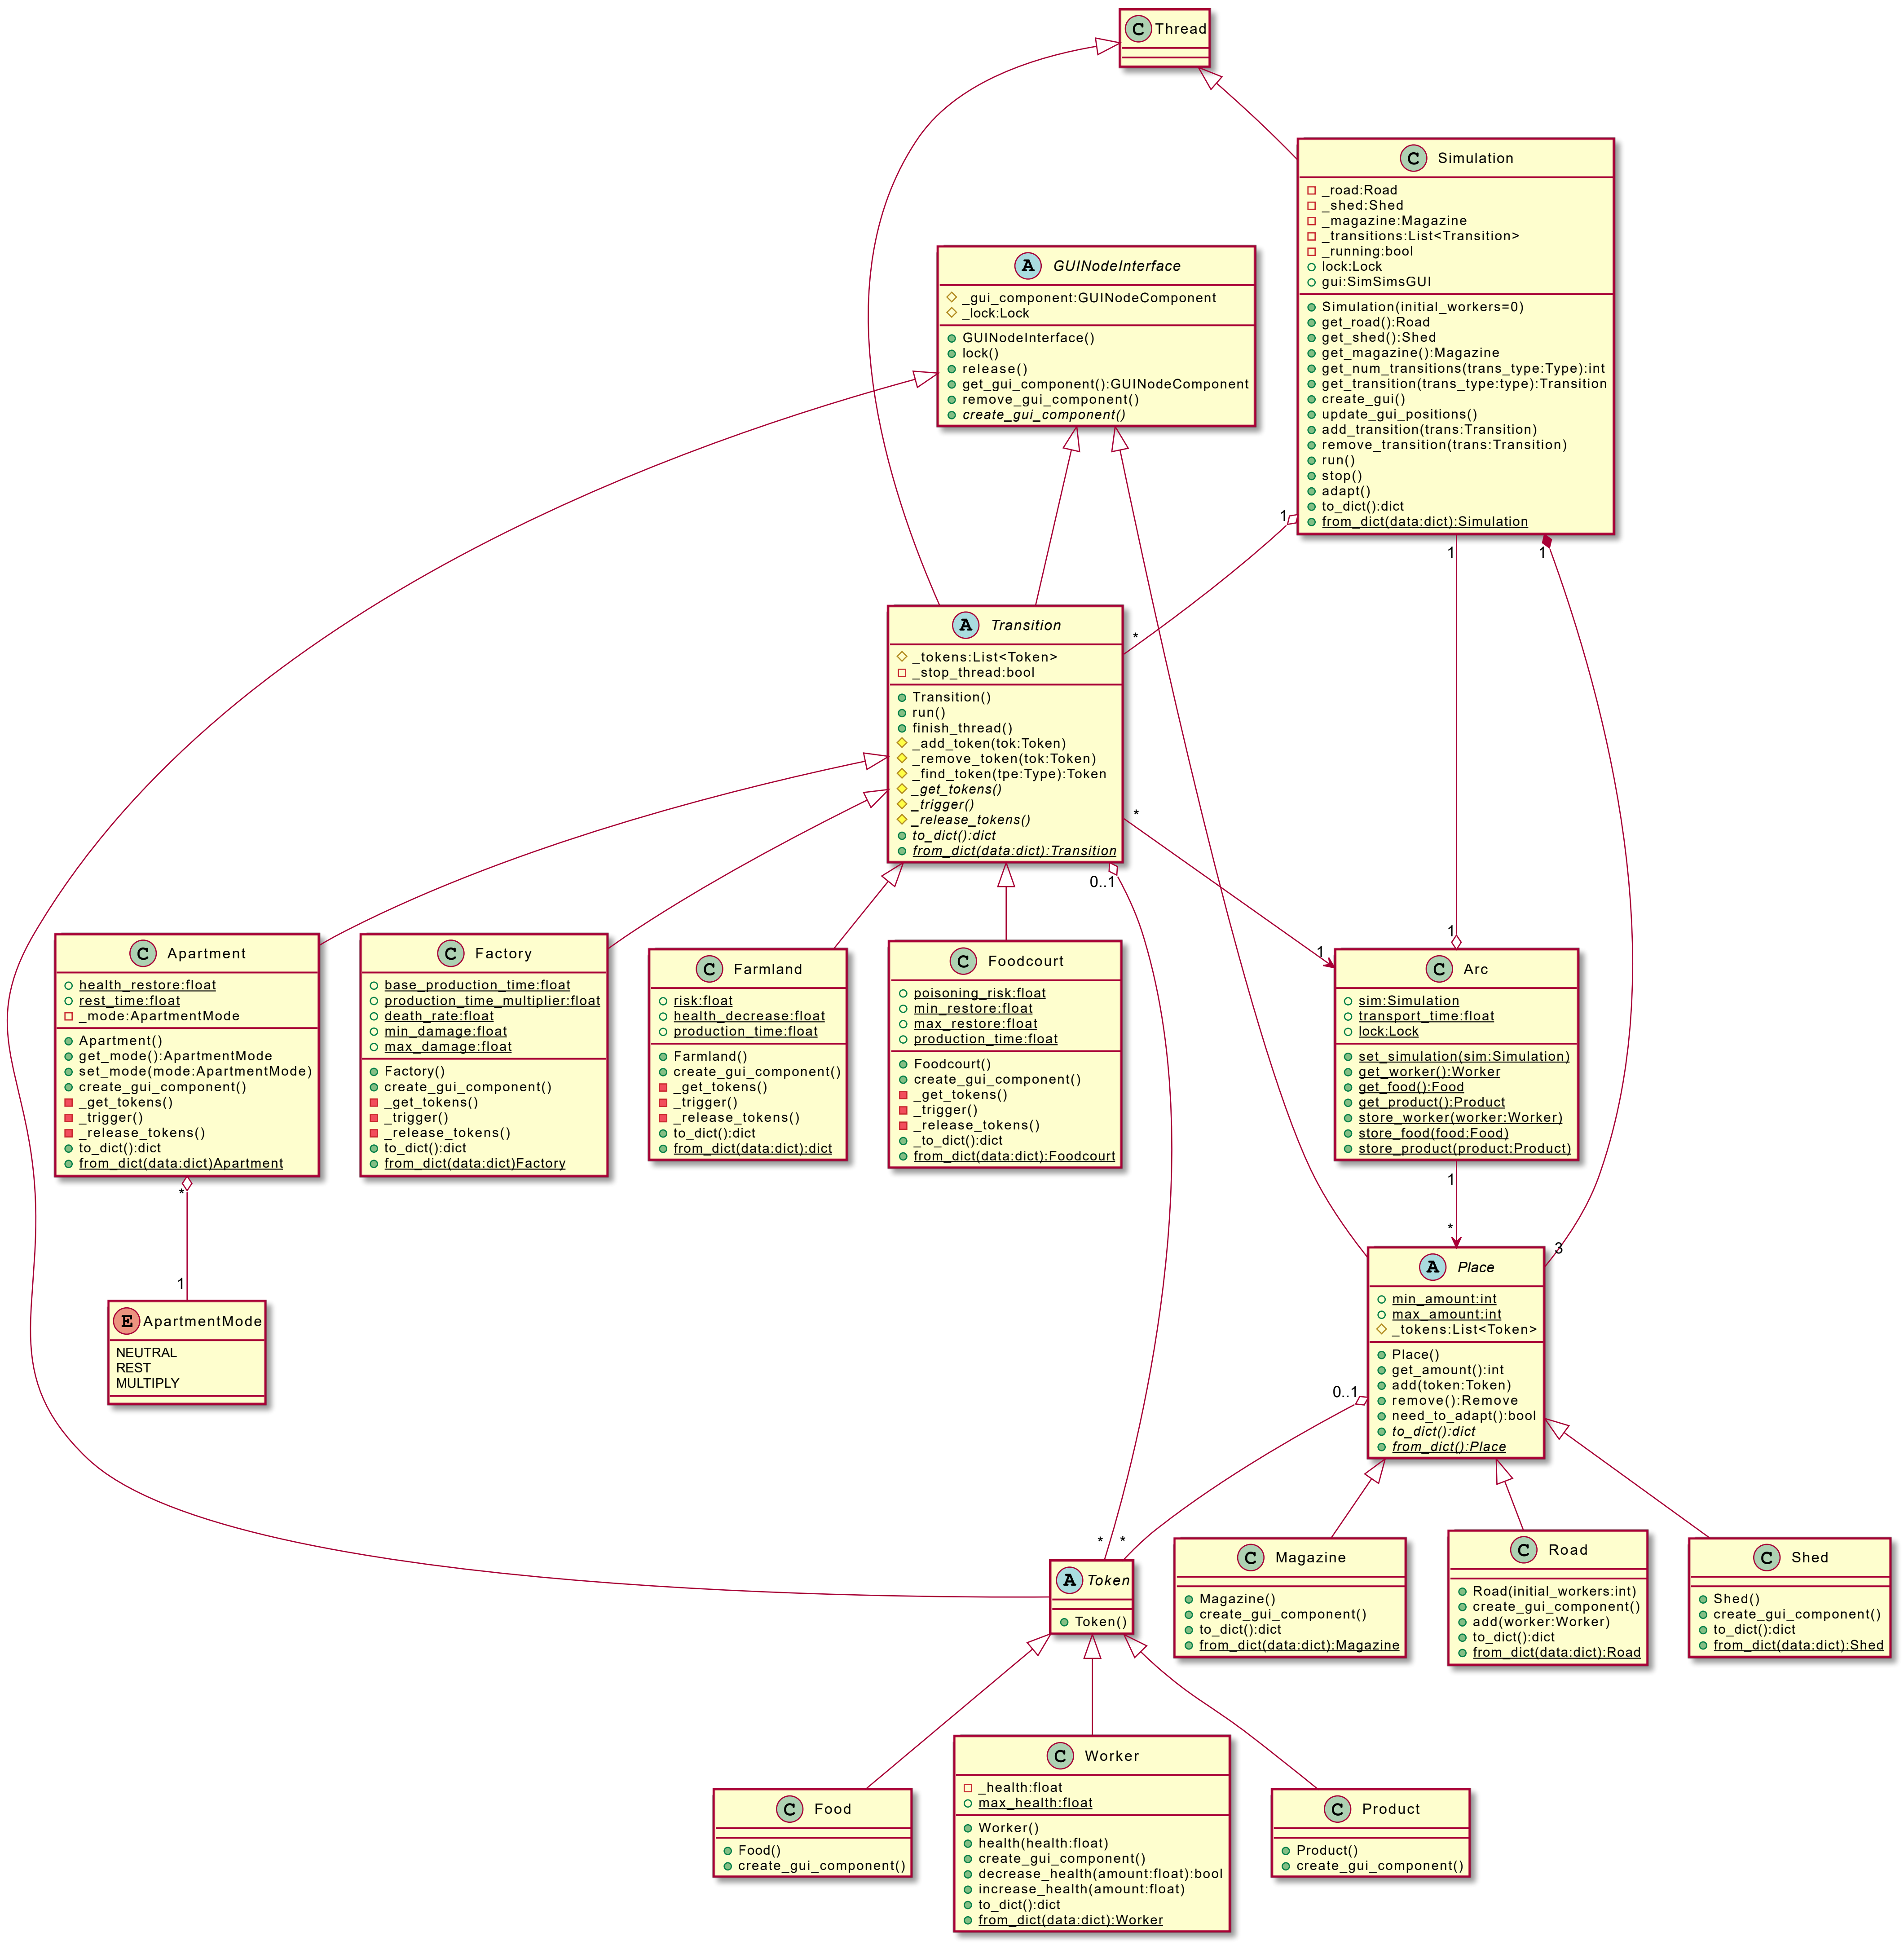 C Thread
C Simulation
_road:Road
_shed:Shed
_magazine:Magazine
_transitions:List<Transition>
_running:bool
lock:Lock
gui:SimSimsGUI
Simulation(initial_workers=0)
get_road():Road
get_shed():Shed
get_magazine():Magazine
get_num_transitions(trans_type:Type):int
get_transition(trans_type:type):Transition
create_gui()
update_gui_positions()
add_transition(trans:Transition)
remove_transition(trans:Transition)
run()
stop()
adapt()
to_dict():dict
from_dict(data:dict):Simulation
A GUINodeInterface
_gui_component:GUINodeComponent
_lock:Lock
GUINodeInterface()
lock()
release()
get_gui_component():GUINodeComponent
remove_gui_component()
create_gui_component()
1
1
1
*
A Transition
_tokens:List<Token>
_stop_thread:bool
Transition()
run()
finish_thread()
_add_token(tok:Token)
_remove_token(tok:Token)
_find_token(tpe:Type):Token
_get_tokens()
_trigger()
_release_tokens()
to_dict():dict
from_dict(data:dict):Transition
*
0..1
1
1
C Apartment
health_restore:float
rest_time:float
_mode:ApartmentMode
Apartment()
get_mode():ApartmentMode
set_mode(mode:ApartmentMode)
create_gui_component()
_get_tokens()
_trigger()
_release_tokens()
to_dict():dict
from_dict(data:dict)Apartment
C Factory
base_production_time:float
production_time_multiplier:float
death_rate:float
min_damage:float
max_damage:float
Factory()
create_gui_component()
_get_tokens()
_trigger()
_release_tokens()
to_dict():dict
from_dict(data:dict)Factory
C Farmland
risk:float
health_decrease:float
production_time:float
Farmland()
create_gui_component()
_get_tokens()
_trigger()
_release_tokens()
to_dict():dict
from_dict(data:dict):dict
C Foodcourt
poisoning_risk:float
min_restore:float
max_restore:float
production_time:float
Foodcourt()
create_gui_component()
_get_tokens()
_trigger()
_release_tokens()
_to_dict():dict
from_dict(data:dict):Foodcourt
C Arc
sim:Simulation
transport_time:float
lock:Lock
set_simulation(sim:Simulation)
get_worker():Worker
get_food():Food
get_product():Product
store_worker(worker:Worker)
store_food(food:Food)
store_product(product:Product)
*
1
1
*
3
E ApartmentMode
NEUTRAL
REST
MULTIPLY
A Place
min_amount:int
max_amount:int
_tokens:List<Token>
Place()
get_amount():int
add(token:Token)
remove():Remove
need_to_adapt():bool
to_dict():dict
from_dict():Place
0..1
*
*
A Token
Token()
C Magazine
Magazine()
create_gui_component()
to_dict():dict
from_dict(data:dict):Magazine
C Road
Road(initial_workers:int)
create_gui_component()
add(worker:Worker)
to_dict():dict
from_dict(data:dict):Road
C Shed
Shed()
create_gui_component()
to_dict():dict
from_dict(data:dict):Shed
C Food
Food()
create_gui_component()
C Worker
_health:float
max_health:float
Worker()
health(health:float)
create_gui_component()
decrease_health(amount:float):bool
increase_health(amount:float)
to_dict():dict
from_dict(data:dict):Worker
C Product
Product()
create_gui_component()